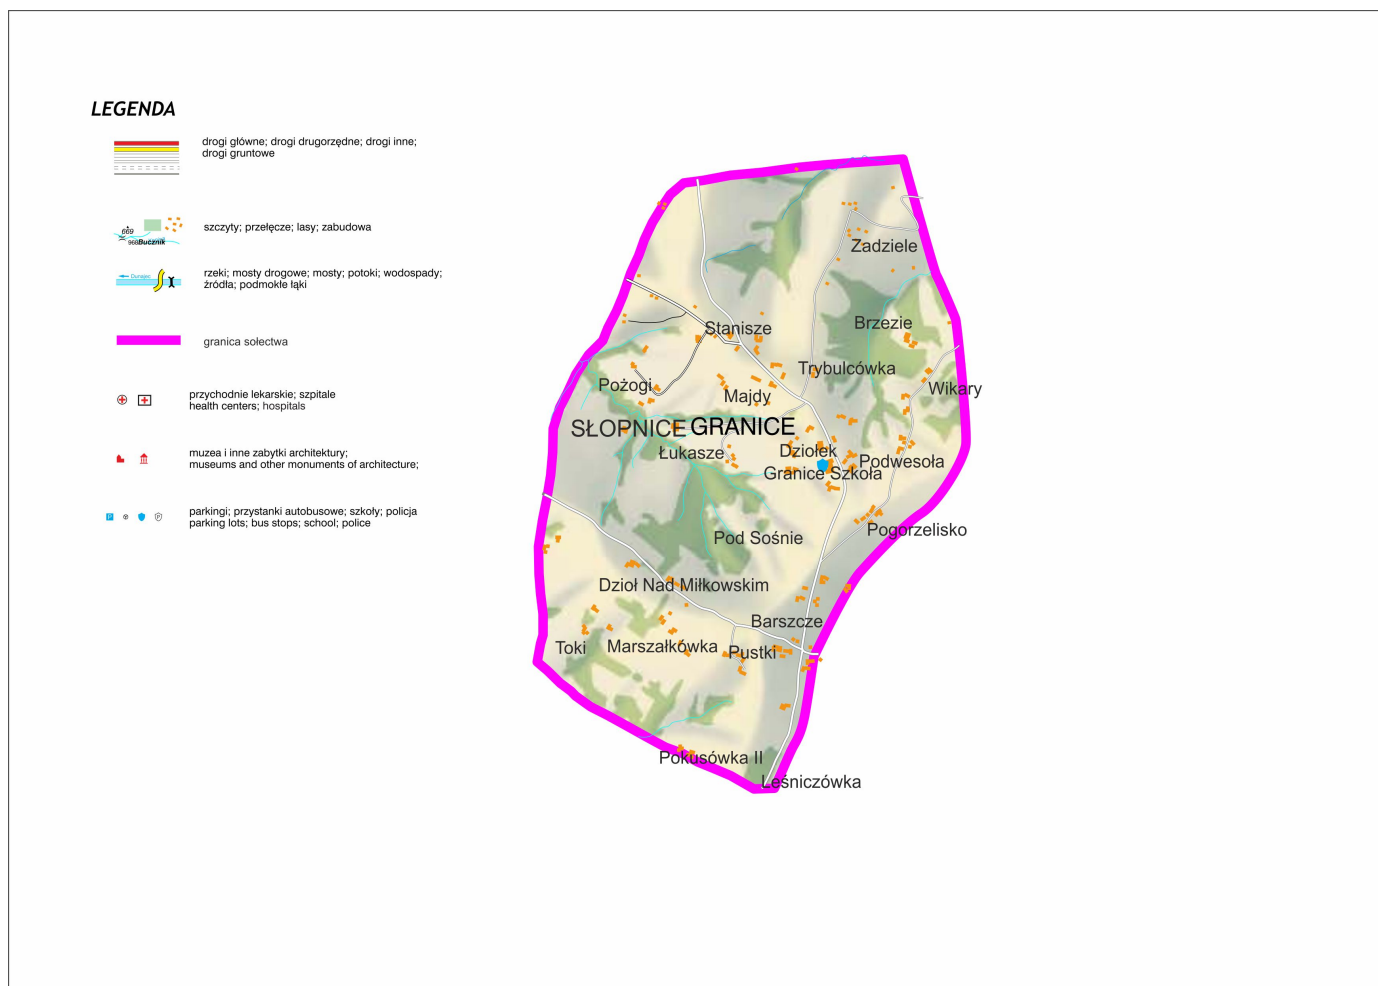 LEGENDA
drogi główne; drogi drugorzędne; drogi inne;
drogi gruntowe
669
968Bucznik
szczyty; przełęcze; lasy; zabudowa
Dunajec
rzeki; mosty drogowe; mosty; potoki; wodospady;
źródła; podmokłe łąki
granica sołectwa
przychodnie lekarskie; szpitale
health centers; hospitals
muzea i inne zabytki architektury;
museums and other monuments of architecture;
P
P
parkingi; przystanki autobusowe; szkoły; policja
parking lots; bus stops; school; police
Zadziele
Brzezie
Stanisze
Trybulcówka
Pożogi
Majdy
Wikary
SŁOPNICE GRANICE
Łukasze
Dziołek
Podwesoła
Granice Szkoła
Pogorzelisko
Pod Sośnie
Dzioł Nad Miłkowskim
Barszcze
Toki
Marszałkówka
Pustki
Pokusówka II
Leśniczówka